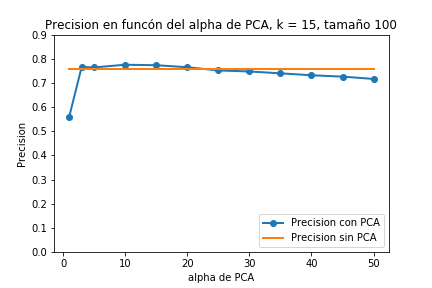 Precision en funcón del alpha de PCA, k = 15, tamaño 100
0.9
0.8
0.7
0.6
0.5
0.4
0.3
0.2
0.1
0.0
Precision
0 10 20 30 40 50
alpha de PCA
Precision con PCA
Precision sin PCA